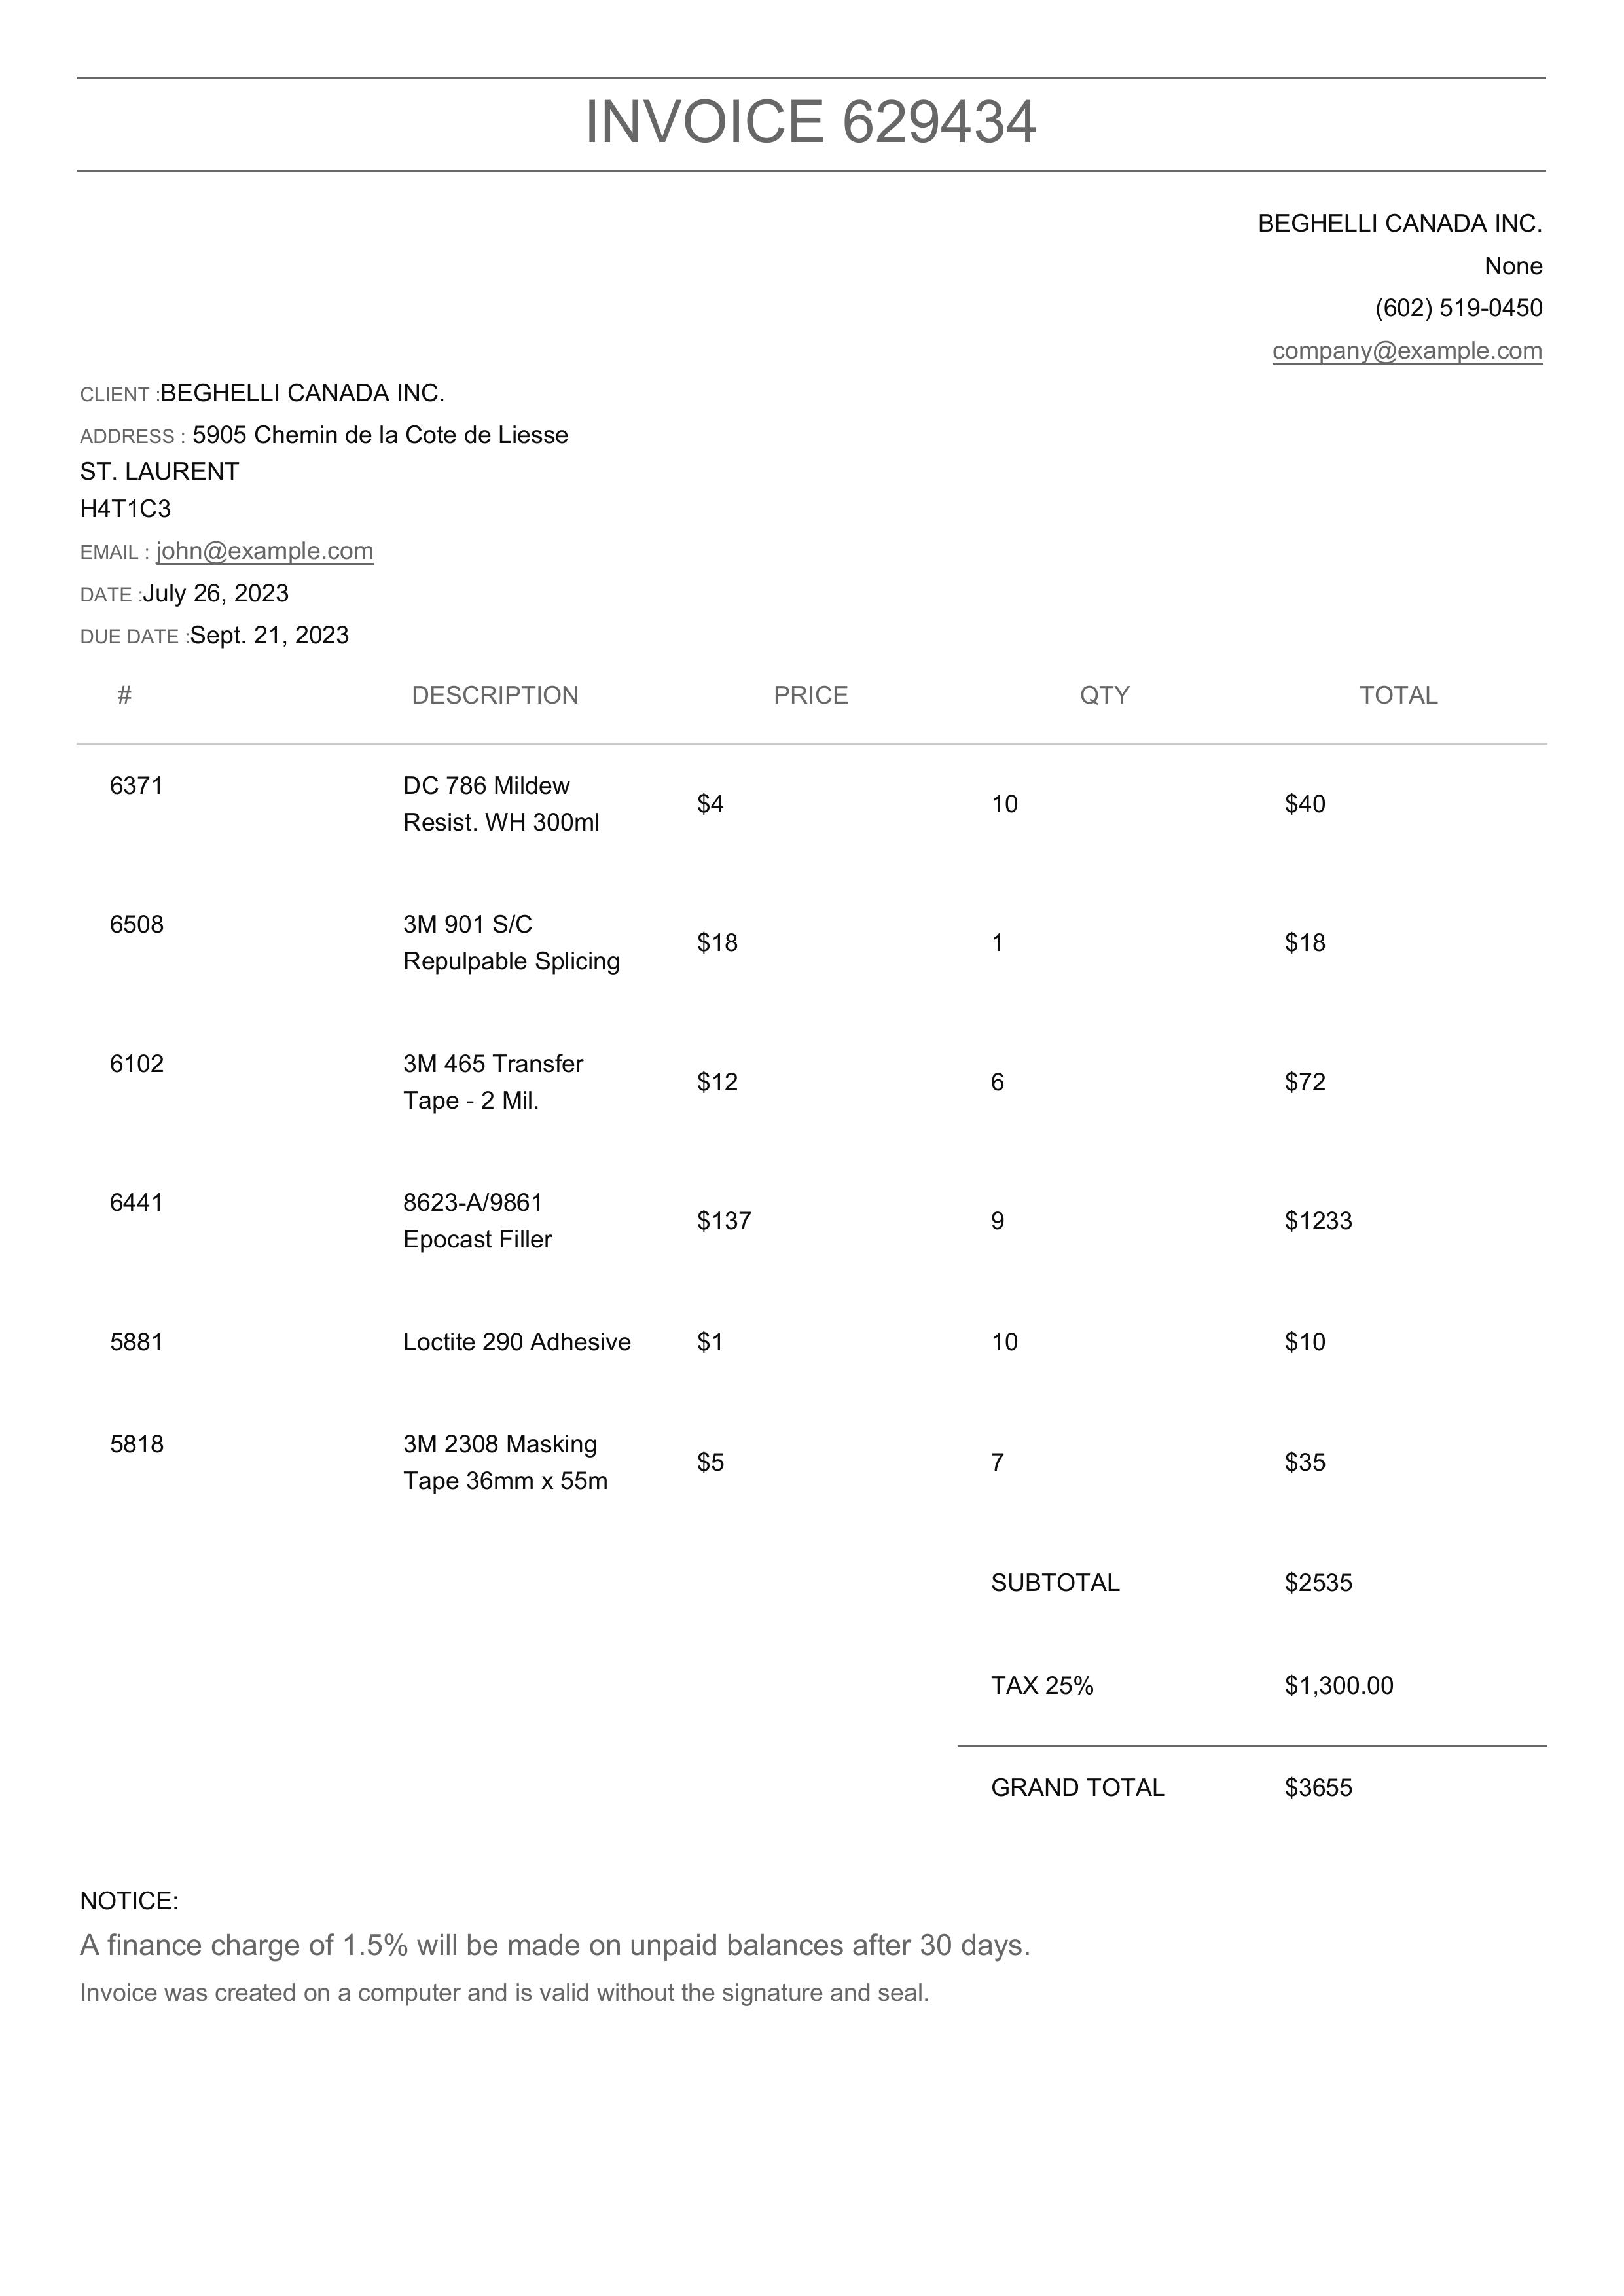 INVOICE 629434
BEGHELLI CANADA INC.
None
(602) 519-0450
company@example.com
CLIENT :BEGHELLI CANADA INC.
ADDRESS : 5905 Chemin de la Cote de Liesse
ST. LAURENT
H4T1C3
EMAIL : john@example.com
DATE :July 26, 2023
DUE DATE :Sept. 21, 2023
# DESCRIPTION PRICE QTY TOTAL
6371 DC 786 Mildew
Resist. WH 300ml $4 10 $40
6508 3M 901 S/C
Repulpable Splicing $18 1 $18
6102 3M 465 Transfer
Tape - 2 Mil. $12 6 $72
6441 8623-A/9861
Epocast Filler $137 9 $1233
5881 Loctite 290 Adhesive $1 10 $10
5818 3M 2308 Masking
Tape 36mm x 55m $5 7 $35
SUBTOTAL $2535
TAX 25% $1,300.00
GRAND TOTAL $3655
NOTICE:
A finance charge of 1.5% will be made on unpaid balances after 30 days.
Invoice was created on a computer and is valid without the signature and seal.